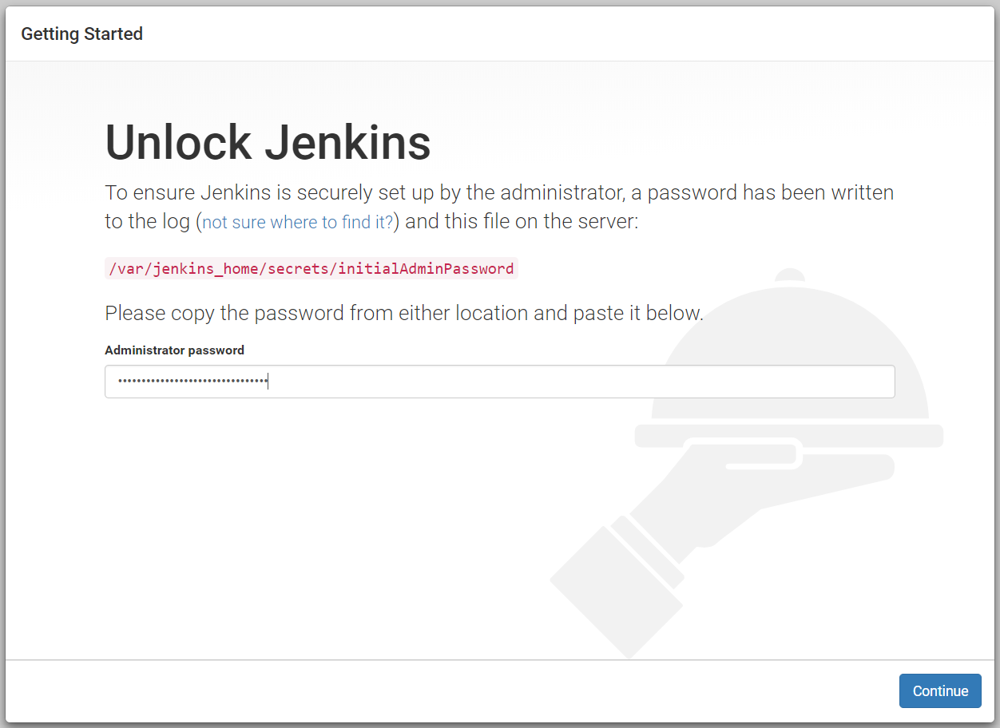 Getting Started
Unlock Jenkins
To ensure Jenkins is securely set up by the administrator, a password has been written
to the log (not sure where to find it?) and this file on the server:
/var/jenkins_home/secrets/initialAdminPassword
Please copy the password from either location and paste it below.
Administrator password
••••••••••••••••••••••••••••••••
Continue